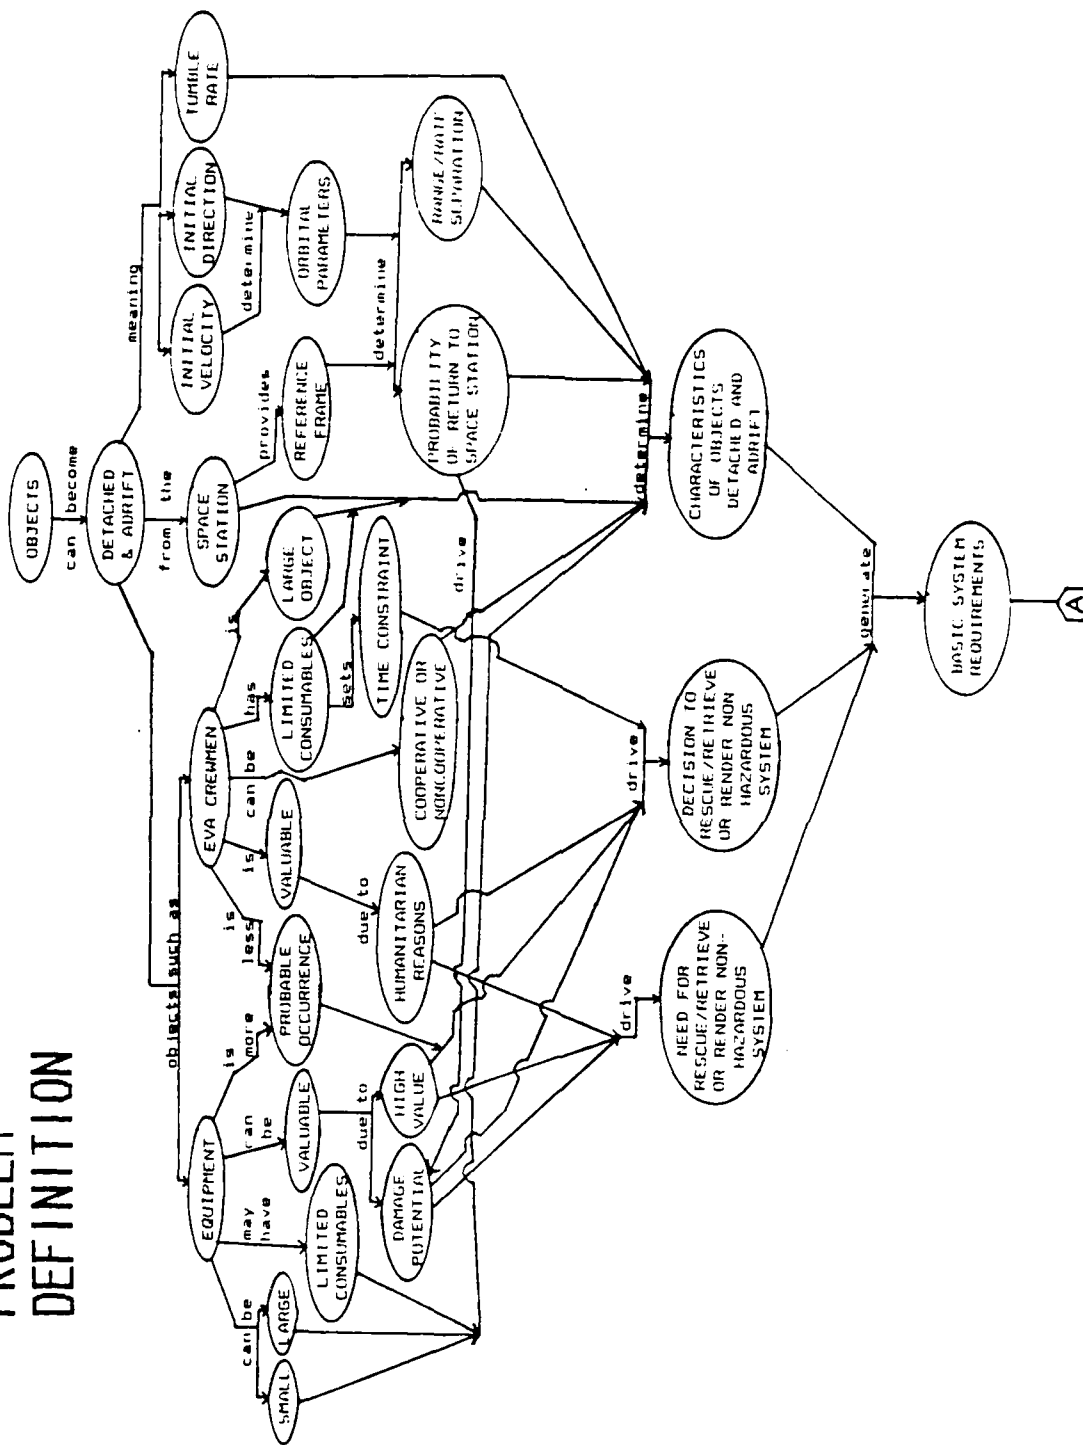 PROBLEM
DEFINITION
OBJECTS
can become
DETACHED
& ADRIFT
from the
meaning
objects such as
EQUIPMENT
EVA CREWMEN
SPACE
STATION
INITIAL
VELOCITY
INITIAL
DIRECTION
TUMBLE
RATE
can be
may
have
can
be
is
more
is
less
is
can be
has
is
provides
determine
SMALL
LARGE
LIMITED
CONSUMABLES
VALUABLE
PROBABLE
OCCURRENCE
VALUABLE
LIMITED
CONSUMABLES
LARGE
OBJECT
REFERENCE
FRAME
ORBITAL
PARAMETERS
due to
due to
sets
determine
DAMAGE
POTENTIAL
HIGH
VALUE
HUMANITARIAN
REASONS
COOPERATIVE OR
NONCOOPERATIVE
TIME CONSTRAINT
PROBABILITY
OF RETURN TO
SPACE STATION
RANGE/RATE
SEPARATION
drive
drive
drive
determine
NEED FOR
RESCUE/RETRIEVE
OR RENDER NON-
HAZARDOUS
SYSTEM
DECISION TO
RESCUE/RETRIEVE
OR RENDER NON
HAZARDOUS
SYSTEM
CHARACTERISTICS
OF OBJECTS
DETACHED AND
ADRIFT
generate
BASIC SYSTEM
REQUIREMENTS
A